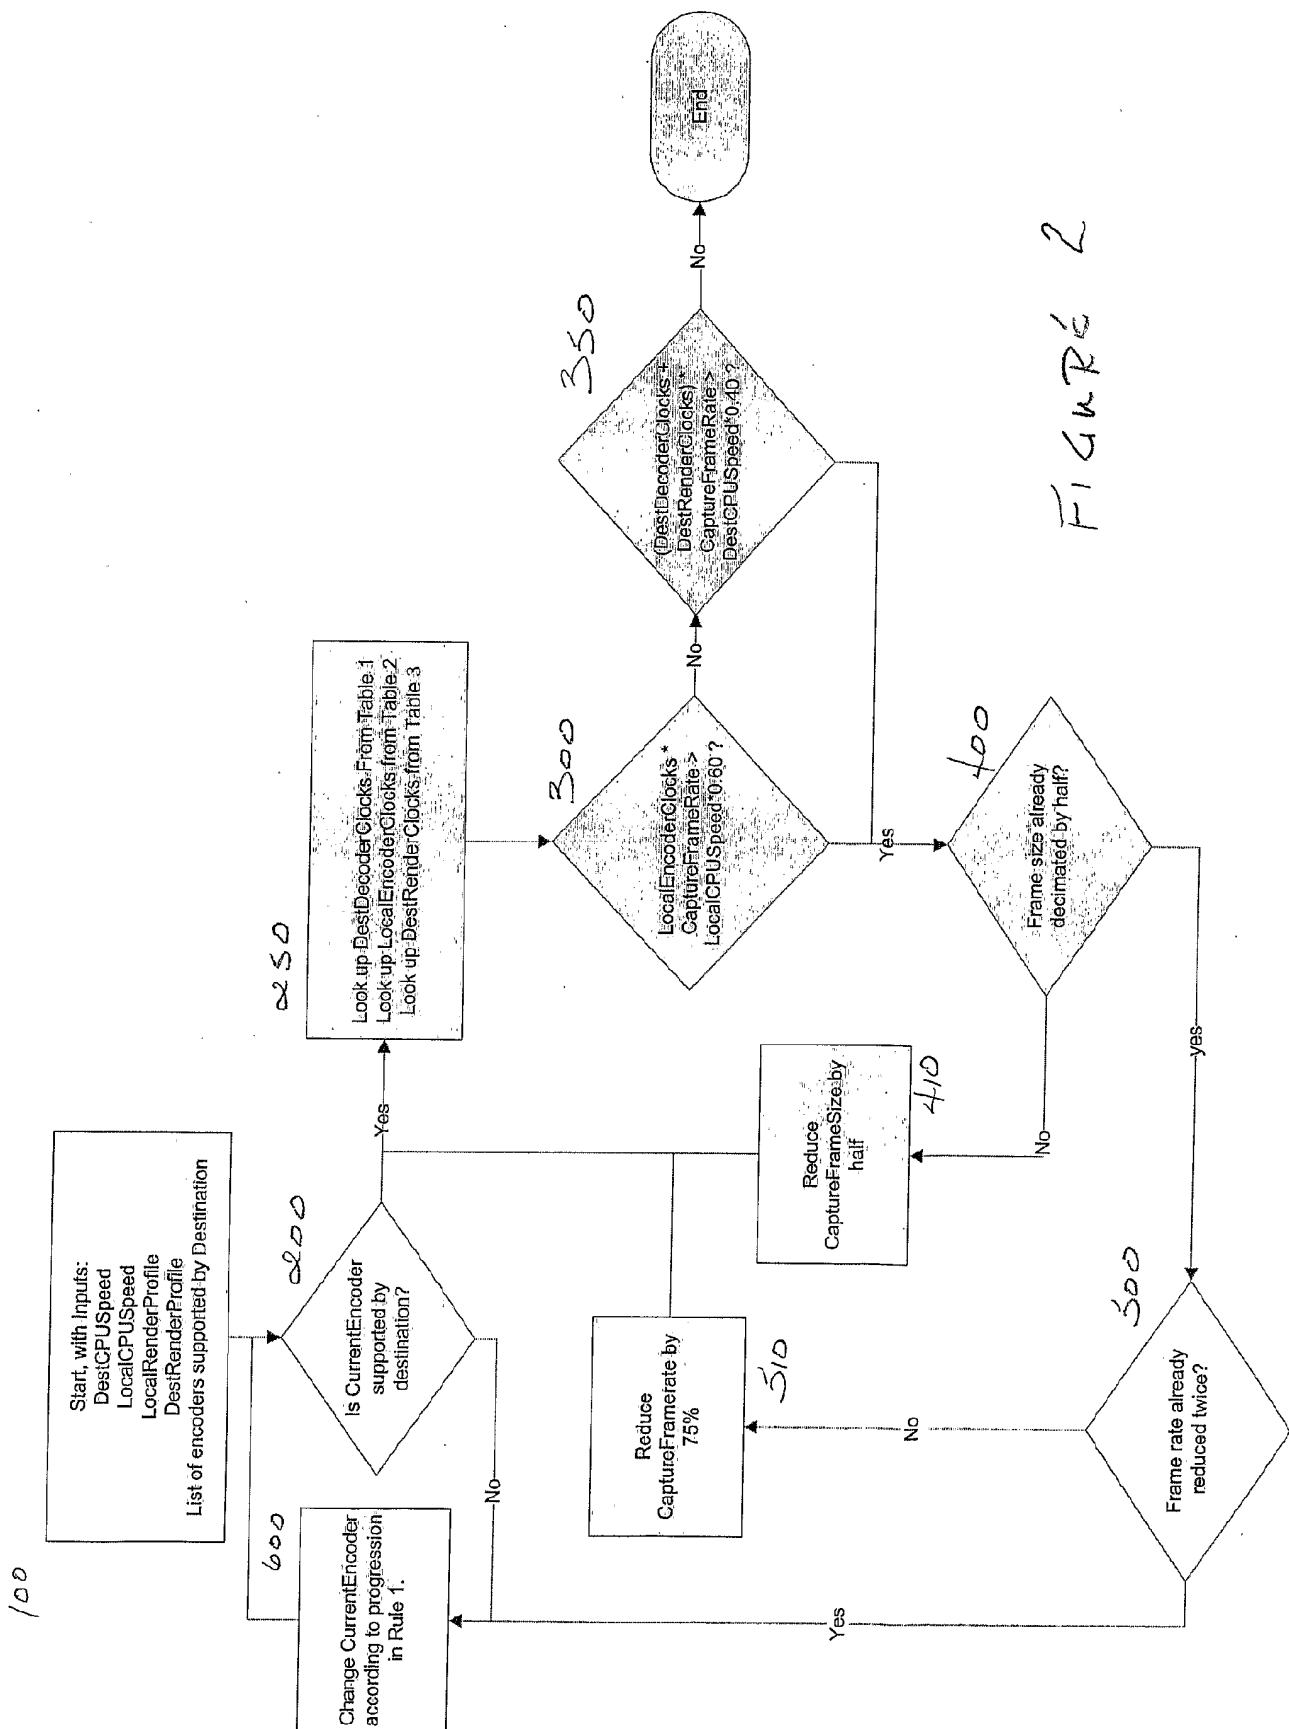 100
Start, with Inputs:
DestCPUSpeed
LocalCPUSpeed
LocalRenderProfile
DestRenderProfile
List of encoders supported by Destination
600
Change CurrentEncoder
according to progression
in Rule 1.
200
Is CurrentEncoder
supported by
destination?
No
Yes
250
Look up DestDecoderClocks From Table 1
Look up LocalEncoderClocks from Table 2
Look up DestRenderClocks from Table 3
300
LocalEncoderClocks *
CaptureFrameRate >
LocalCPUSpeed*0.60 ?
No
Yes
350
(DestDecoderClocks +
DestRenderClocks) *
CaptureFrameRate >
DestCPUSpeed*0.40 ?
No
End
400
Frame size already
decimated by half?
No
yes
Reduce
CaptureFrameSize by
half
410
500
Frame rate already
reduced twice?
No
Yes
Reduce
CaptureFramerate by
75%
510
FIGURE 2